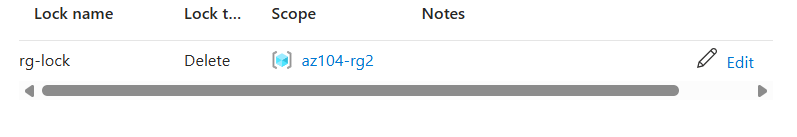 Lock name Lock t... Scope Notes
rg-lock Delete az104-rg2 Edit